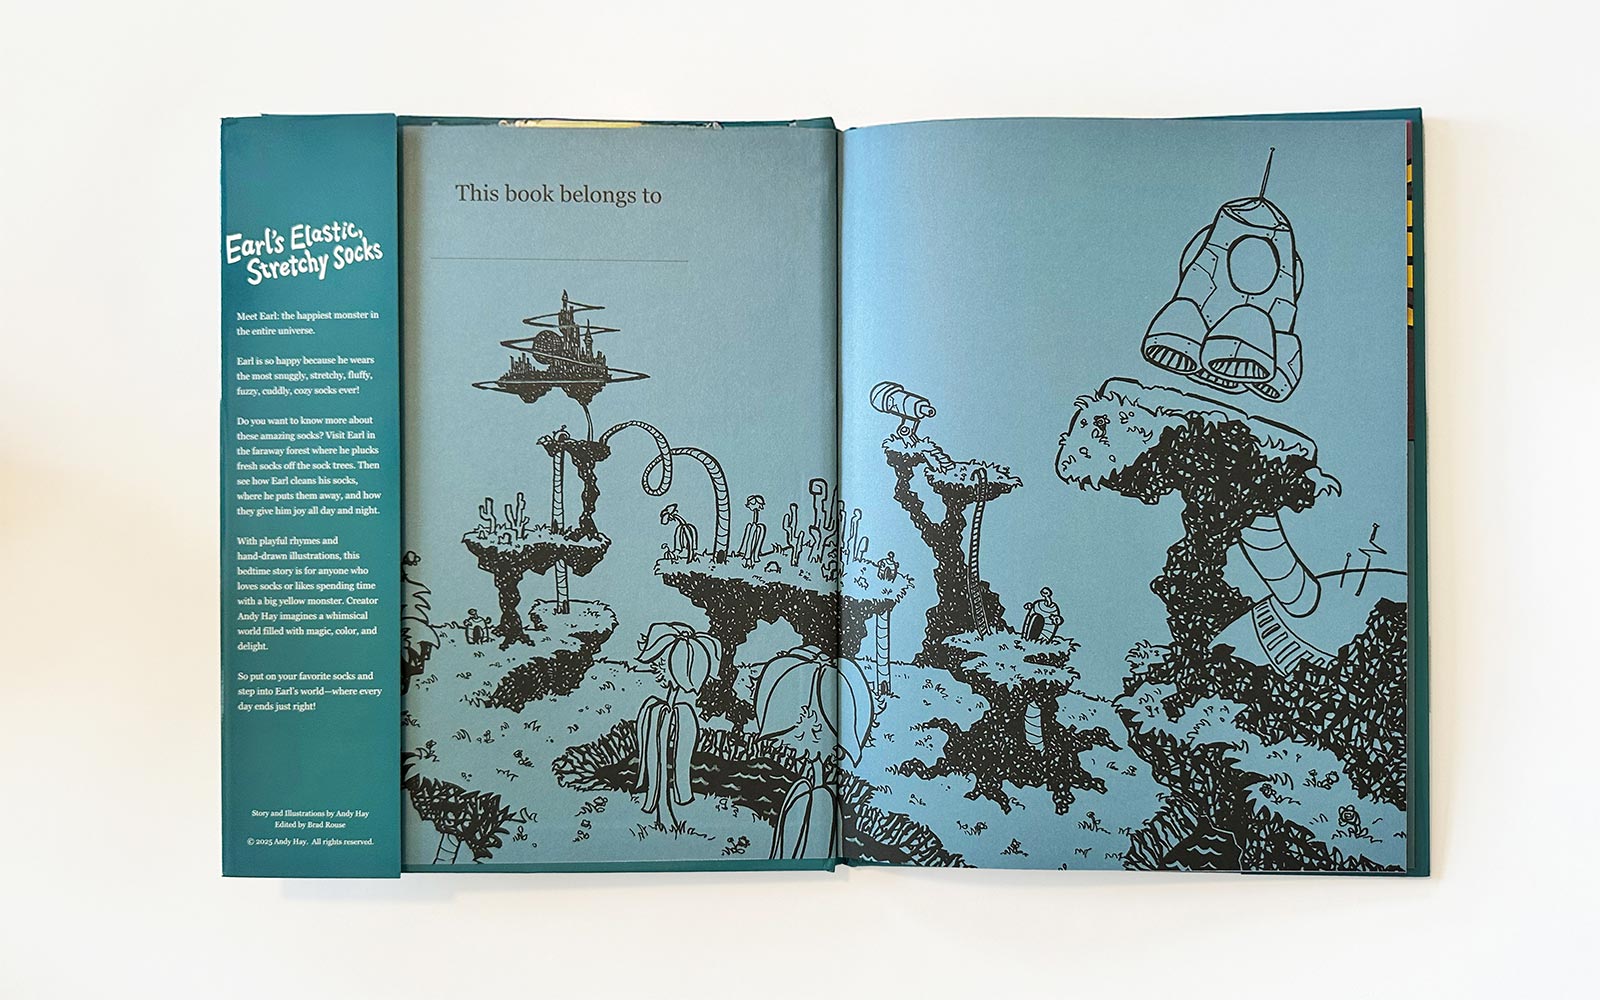 Earl's Elastic,
Stretchy Socks
Meet Earl: the happiest monster in
the entire universe.
Earl is so happy because he wears
the most snuggly, stretchy, fluffy,
fuzzy, cuddly, cozy socks ever!
Do you want to know more about
these amazing socks? Visit Earl in
the faraway forest where he plucks
fresh socks off the sock trees. Then
see how Earl cleans his socks,
where he puts them away, and how
they give him joy all day and night.
With playful rhymes and
hand-drawn illustrations, this
bedtime story is for anyone who
loves socks or likes spending time
with a big yellow monster. Creator
Andy Hay imagines a whimsical
world filled with magic, color, and
delight.
So put on your favorite socks and
step into Earl's world—where every
day ends just right!
Story and Illustrations by Andy Hay
Edited by Brad Rouse
© 2025 Andy Hay. All rights reserved.
This book belongs to